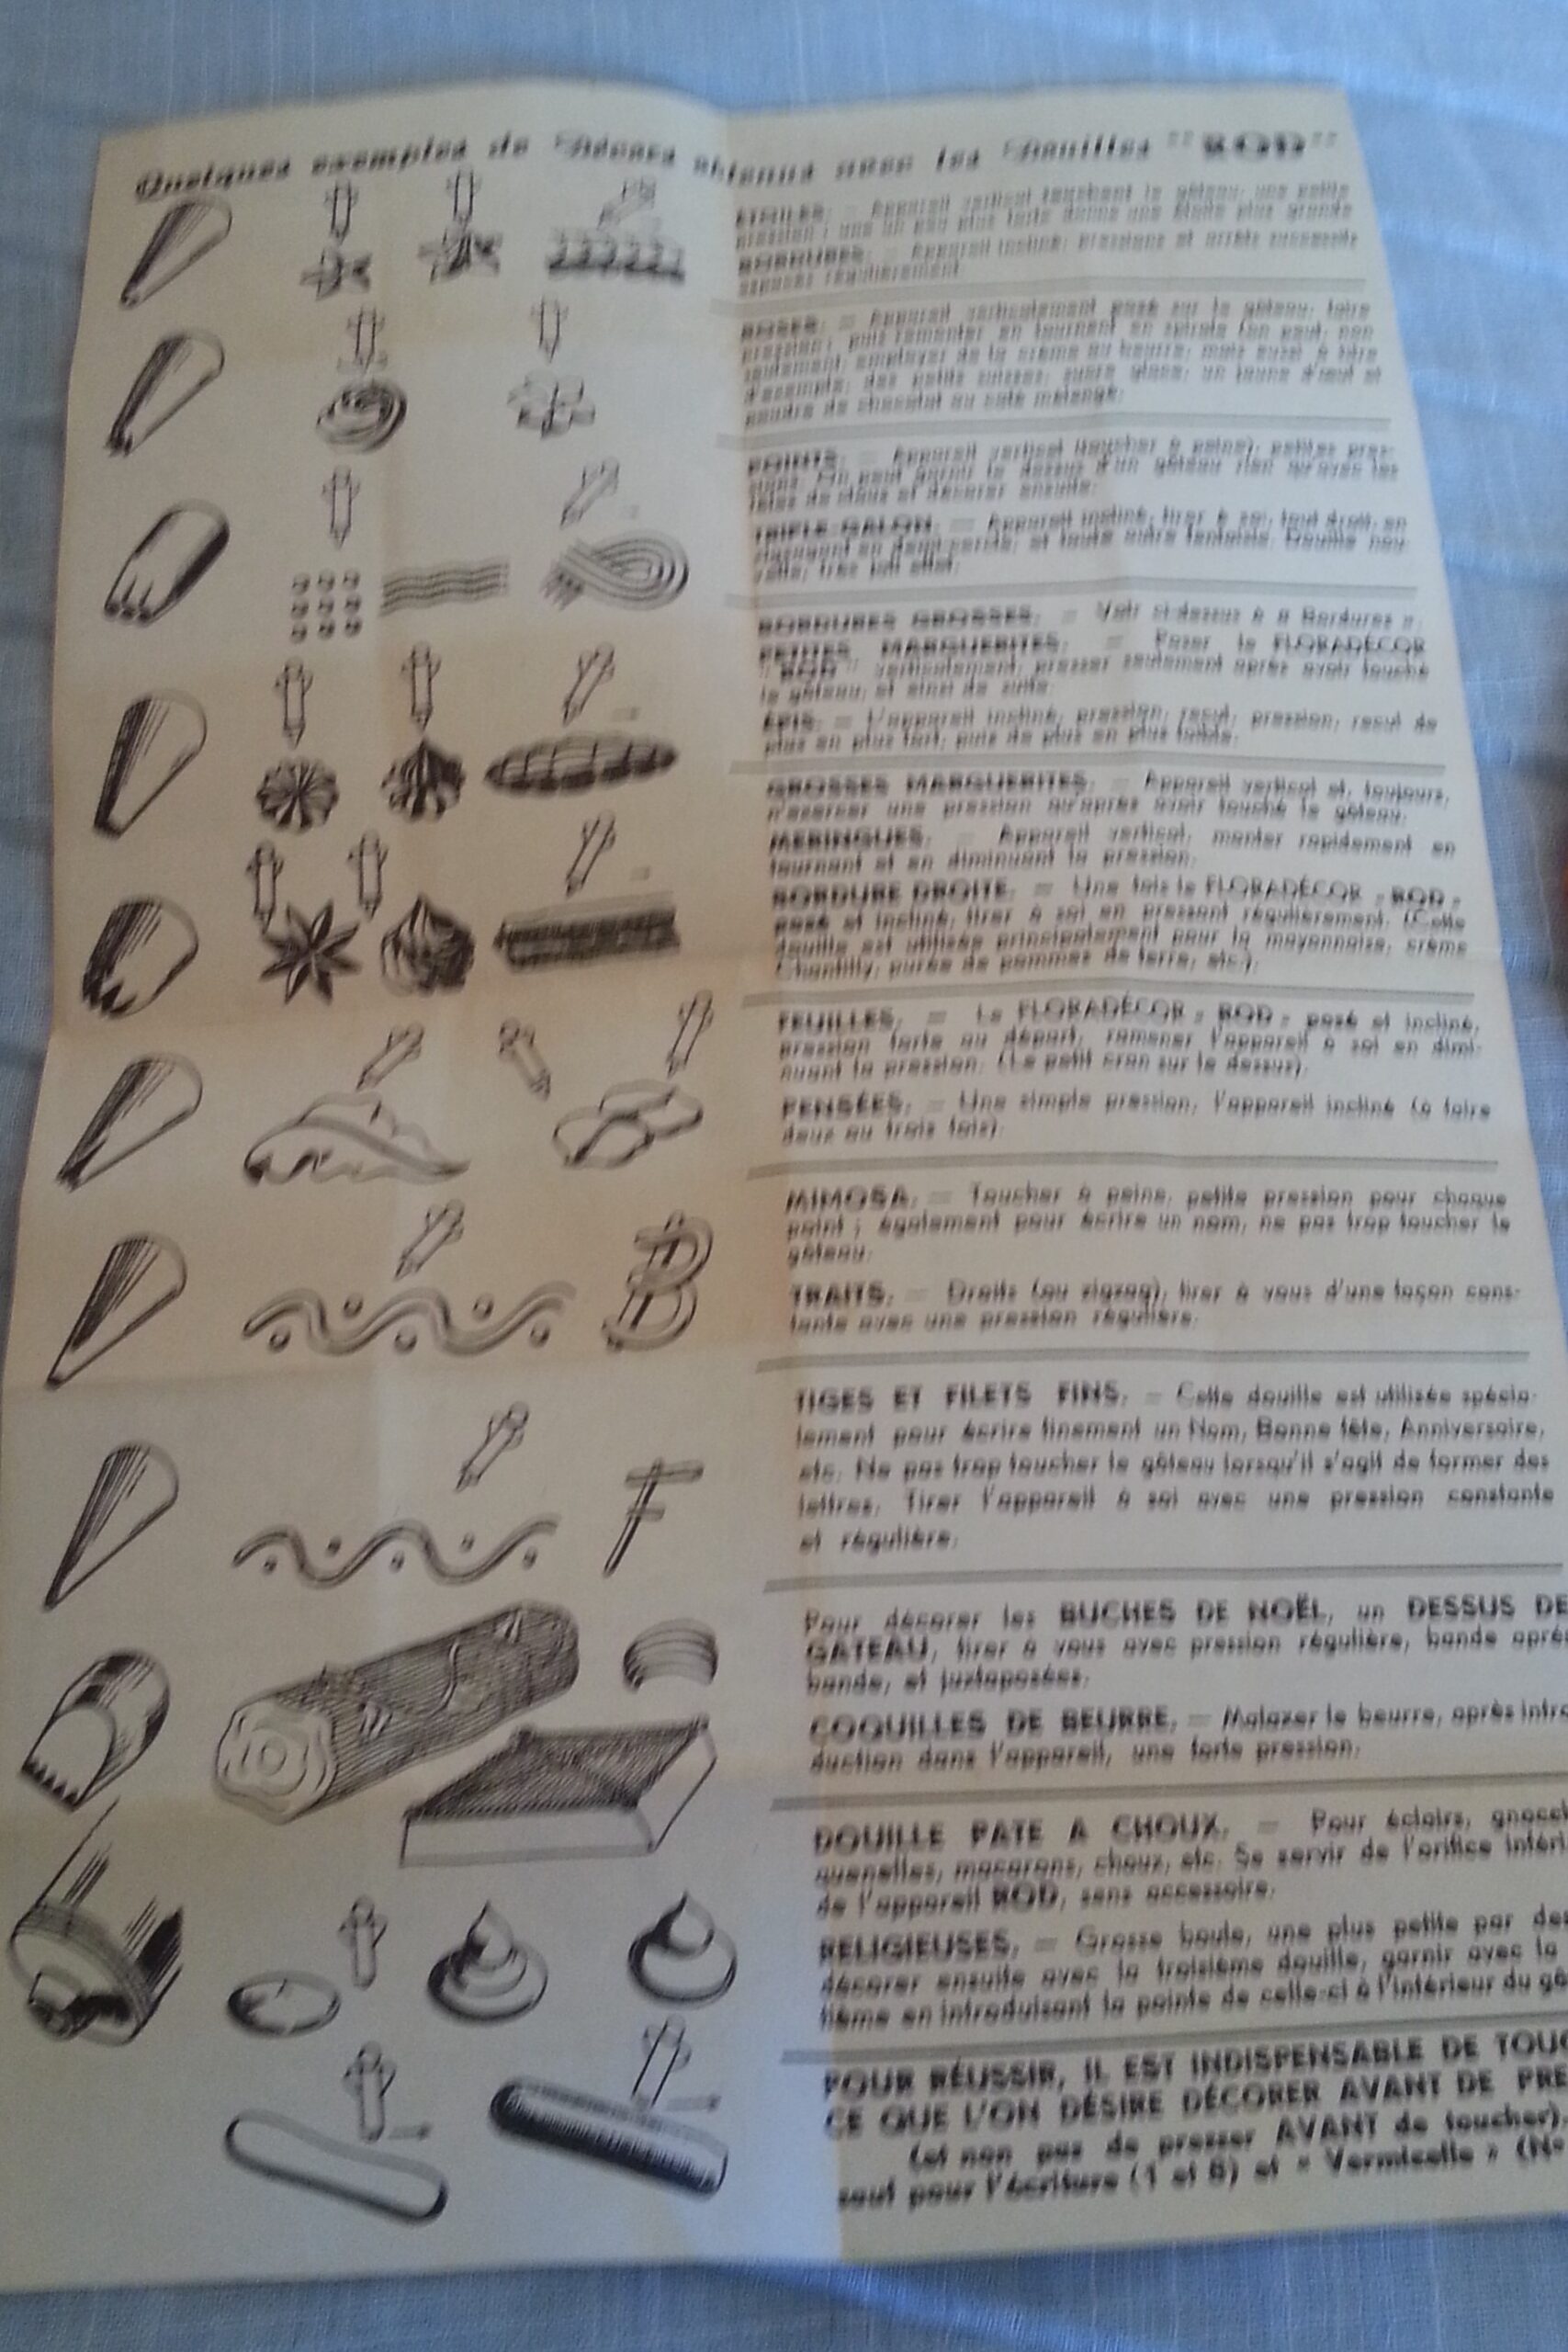 Quelques exemples de Décors obtenus avec les Douilles "ROD"
ÉTOILES. — Appareil vertical touchant le gâteau, une petite
pression ; une un peu plus forte donne une étoile plus grande
BORDURES. — Appareil incliné, pressions et arrêts successifs
espacés régulièrement.
ROSES. — Appareil verticalement posé sur le gâteau, faire
pression, puis remonter en tournant en spirale (on peut, non
seulement, employer de la crème au beurre, mais aussi à titre
d'exemple, des petits suisses, sucre glace, un jaune d'œuf et
poudre de chocolat ou café mélangé.
POINTS. — Appareil vertical (toucher à peine), petites pres-
sions. On peut garnir le dessus d'un gâteau rien qu'avec les
têtes de clous et décorer ensuite.
TRIPLE GALON. — Appareil incliné, tirer à soi, tout droit, en
zigzagant en demi-cercle, et toute autre fantaisie. Douille nou-
velle, très joli effet.
BORDURES GROSSES. — Voir ci-dessus à « Bordures ».
PETITES MARGUERITES. — Poser le FLORADÉCOR
"ROD" verticalement, presser seulement après avoir touché
le gâteau, et ainsi de suite.
ÉPIS. — L'appareil incliné, pression, recul, pression, recul de
plus en plus fort, puis de plus en plus faible.
GROSSES MARGUERITES. — Appareil vertical et, toujours,
n'exercer une pression qu'après avoir touché le gâteau.
MERINGUES. — Appareil vertical, monter rapidement en
tournant et en diminuant la pression.
BORDURE DROITE. — Une fois le FLORADÉCOR "ROD"
posé et incliné, tirer à soi en pressant régulièrement. (Cette
douille est utilisée principalement pour la mayonnaise, crème
Chantilly, purée de pommes de terre, etc.).
FEUILLES. — Le FLORADÉCOR "ROD" posé et incliné,
pression forte au départ, ramener l'appareil à soi en dimi-
nuant la pression. (Le petit cran sur le dessus).
PENSÉES. — Une simple pression, l'appareil incliné (à faire
deux ou trois fois).
MIMOSA. — Toucher à peine, petite pression pour chaque
point ; également pour écrire un nom, ne pas trop toucher le
gâteau.
B
TRAITS. — Droits (ou zigzag), tirer à vous d'une façon cons-
tante avec une pression régulière.
TIGES ET FILETS FINS. — Cette douille est utilisée spécia-
lement pour écrire finement un Nom, Bonne fête, Anniversaire,
etc. Ne pas trop toucher le gâteau lorsqu'il s'agit de former des
lettres. Tirer l'appareil à soi avec une pression constante
et régulière.
F
Pour décorer les BUCHES DE NOËL, un DESSUS DE
GATEAU, tirer à vous avec pression régulière, bande après
bande, et juxtaposées.
COQUILLES DE BEURRE. — Malaxer le beurre, après intro-
duction dans l'appareil, une forte pression.
DOUILLE PATE A CHOUX. — Pour éclairs, gnocch
quenelles, macarons, choux, etc. Se servir de l'orifice intéri
de l'appareil ROD, sans accessoire.
RELIGIEUSES. — Grosse boule, une plus petite par des
décorer ensuite avec la troisième douille, garnir avec la
tième en introduisant la pointe de celle-ci à l'intérieur du gâ
POUR RÉUSSIR, IL EST INDISPENSABLE DE TOUC
CE QUE L'ON DÉSIRE DÉCORER AVANT DE PRE
(et non pas de presser AVANT de toucher),
sauf pour l'écriture (1 et 8) et « Vermicelle » (N°